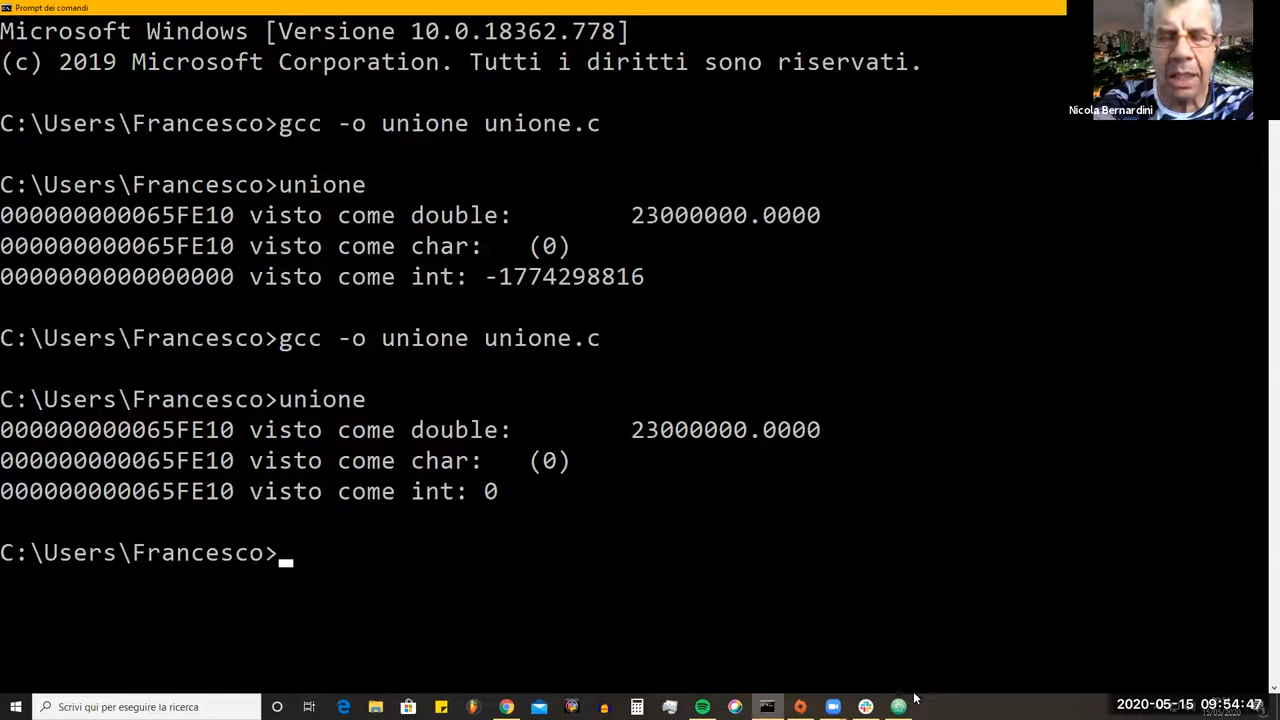 Prompt dei comandi
Microsoft Windows [Versione 10.0.18362.778]
(c) 2019 Microsoft Corporation. Tutti i diritti sono riservati.
Nicola Bernardini
C:\Users\Francesco>gcc -o unione unione.c
C:\Users\Francesco>unione
000000000065FE10 visto come double:        23000000.0000
000000000065FE10 visto come char:   (0)
0000000000000000 visto come int: -1774298816
C:\Users\Francesco>gcc -o unione unione.c
C:\Users\Francesco>unione
000000000065FE10 visto come double:        23000000.0000
000000000065FE10 visto come char:   (0)
000000000065FE10 visto come int: 0
C:\Users\Francesco>
Scrivi qui per eseguire la ricerca
2020-05-15 09:54:47